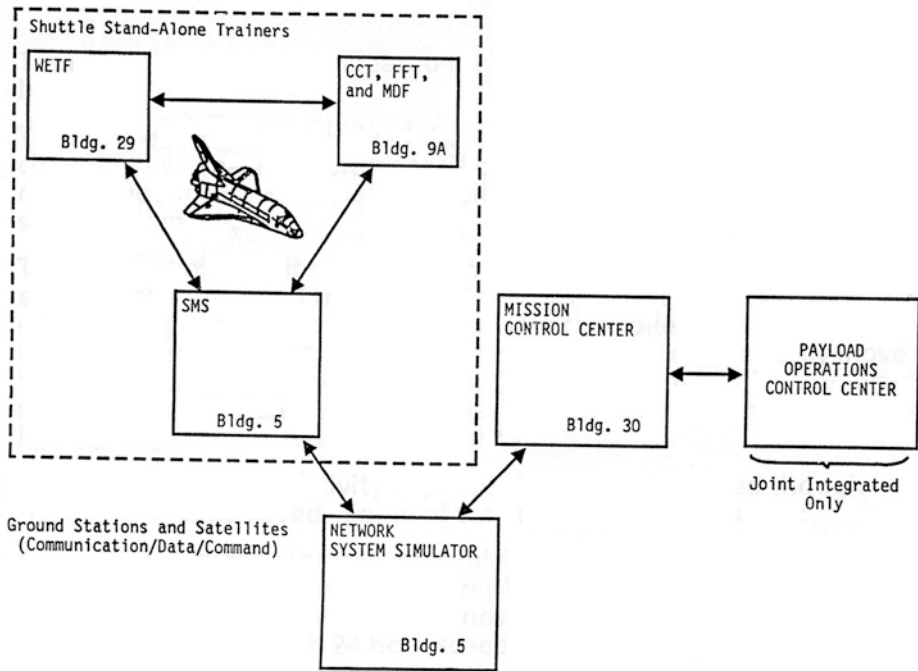 Shuttle Stand-Alone Trainers
WETF
Bldg. 29
CCT, FFT,
and MDF
Bldg. 9A
SMS
Bldg. 5
MISSION
CONTROL CENTER
Bldg. 30
PAYLOAD
OPERATIONS
CONTROL CENTER
Joint Integrated
Only
Ground Stations and Satellites
(Communication/Data/Command)
NETWORK
SYSTEM SIMULATOR
Bldg. 5